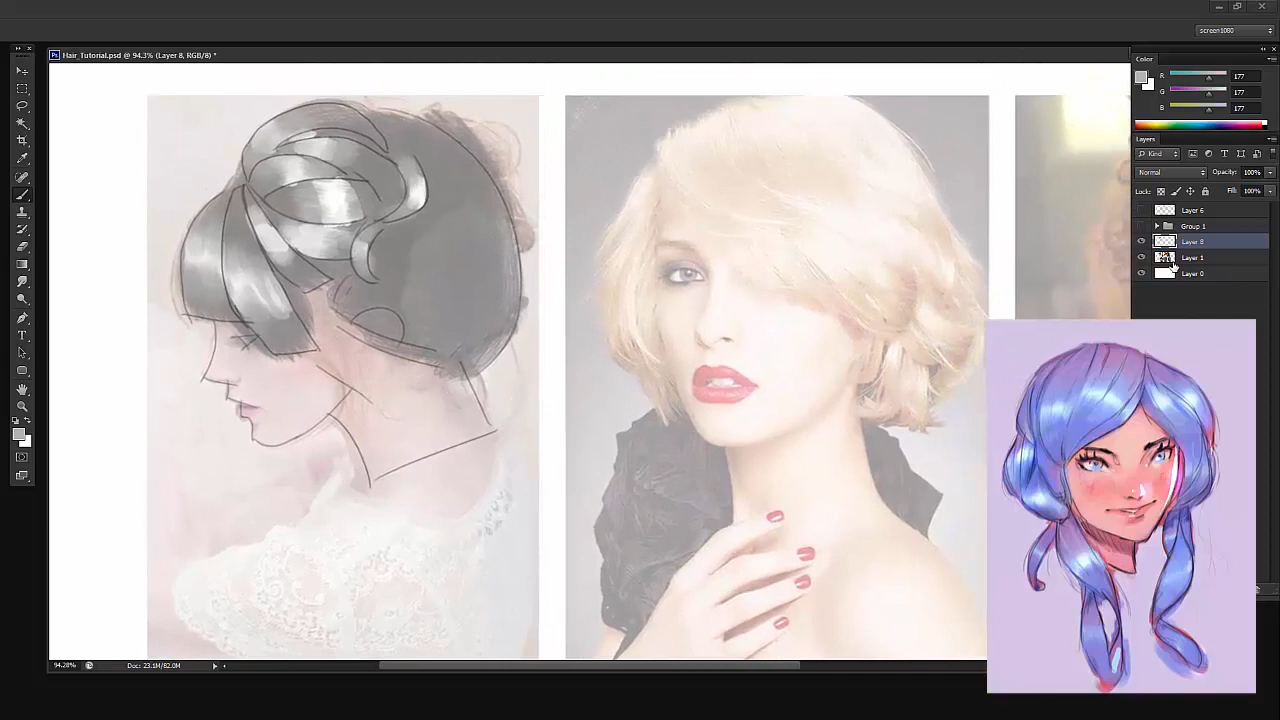 screen1080
Hair_Tutorial.psd @ 94.3% (Layer 8, RGB/8) *
Color
R 177
G 177
B 177
Layers
Kind
Normal Opacity: 100%
Lock: Fill: 100%
Layer 6
Group 1
Layer 8
Layer 1
Layer 0
94.28% Doc: 23.1M/82.0M